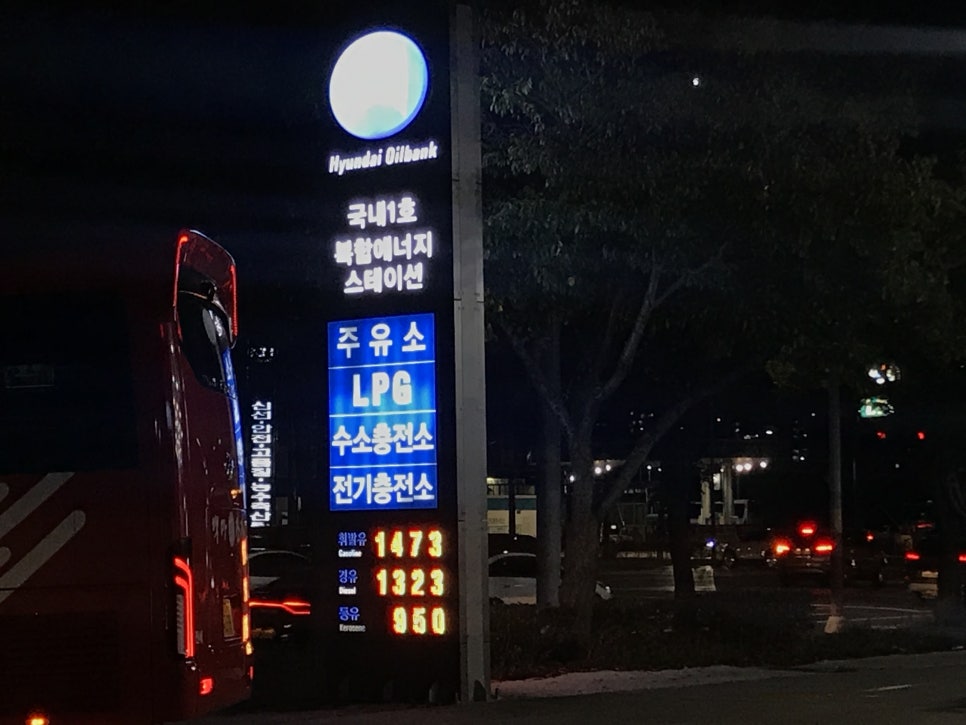 Hyundai Oilbank
국내1호
복합에너지
스테이션
주유소
LPG
수소충전소
전기충전소
휘발유 1473
Gasoline
경유 1323
Diesel
등유 950
Kerosene